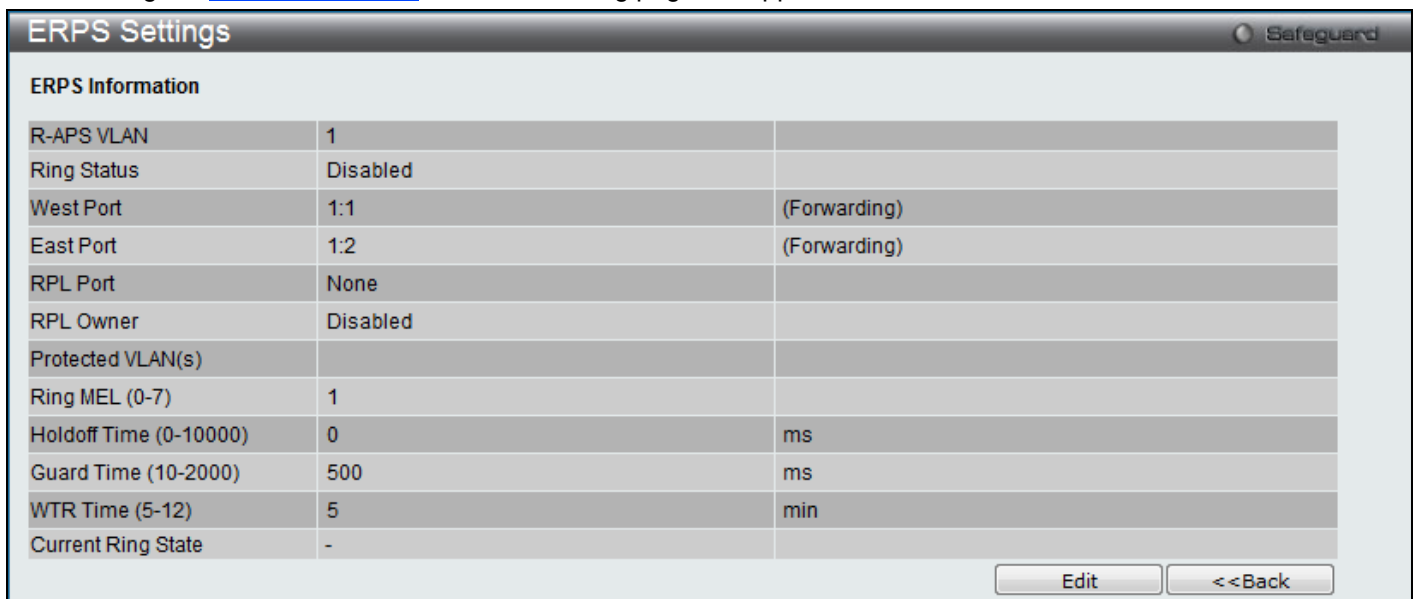 ERPS Settings
Safeguard
ERPS Information
R-APS VLAN 1
Ring Status Disabled
West Port 1:1 (Forwarding)
East Port 1:2 (Forwarding)
RPL Port None
RPL Owner Disabled
Protected VLAN(s)
Ring MEL (0-7) 1
Holdoff Time (0-10000) 0 ms
Guard Time (10-2000) 500 ms
WTR Time (5-12) 5 min
Current Ring State -
Edit <<Back